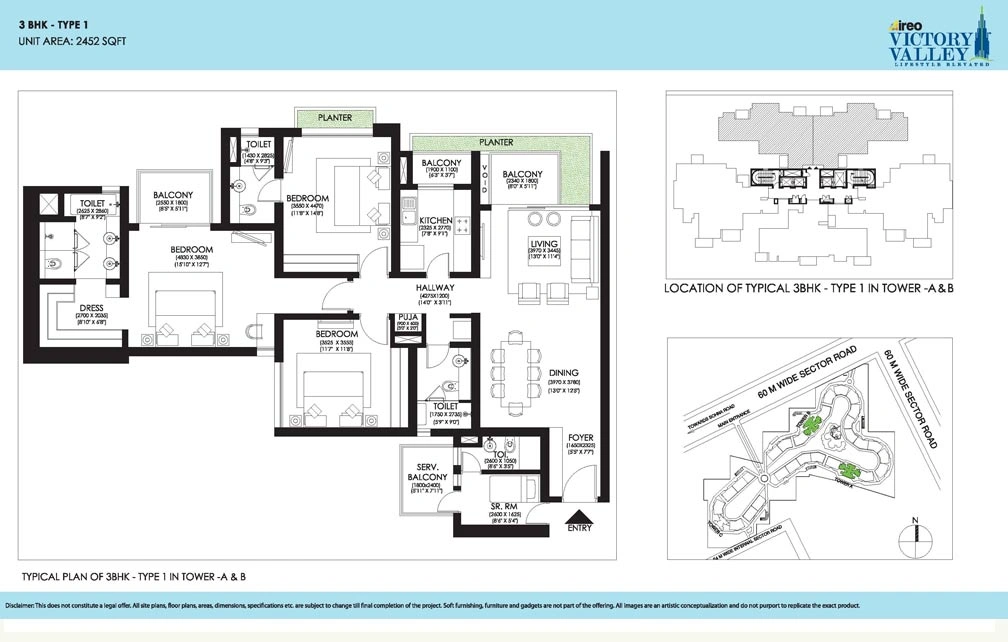 3 BHK - TYPE 1
UNIT AREA: 2452 SQFT
ireo
VICTORY
VALLEY
LIFESTYLE ELEVATED
PLANTER
TOILET
(1430 X 2825)
(4'8" X 9'3")
BEDROOM
(3550 X 4470)
(11'8" X 14'8")
PLANTER
BALCONY
(1900 X 1100)
(6'3" X 3'7")
VOID
BALCONY
(2540 X 1800)
(8'0" X 5'11")
TOILET
(2625 X 2860)
(8'7" X 9'2")
BALCONY
(2550 X 1800)
(8'5" X 5'11")
KITCHEN
(2325 X 2770)
(7'8" X 9'1")
LIVING
(3970 X 3445)
(13'0" X 11'4")
BEDROOM
(4830 X 3850)
(15'10" X 12'7")
HALLWAY
(4275X1200)
(14'0" X 3'11")
DRESS
(2700 X 2035)
(8'10" X 6'8")
PUJA
(900 X 605)
(3'0" X 2'0")
BEDROOM
(3525 X 3555)
(11'7" X 11'8")
DINING
(3970 X 3780)
(13'0" X 12'5")
TOILET
(1750 X 2735)
(5'9" X 9'0")
FOYER
(1650X2325)
(5'5" X 7'7")
TOI.
(2600 X 1050)
(8'6" X 3'5")
SERV.
BALCONY
(1800x2400)
(5'11" X 7'11")
SR. RM
(2600 X 1625)
(8'6" X 5'4")
ENTRY
TYPICAL PLAN OF 3BHK - TYPE 1 IN TOWER -A & B
LOCATION OF TYPICAL 3BHK - TYPE 1 IN TOWER -A & B
60 M WIDE SECTOR ROAD
60 M WIDE SECTOR ROAD
TOWARDS SOHNA ROAD
MAIN ENTRANCE
TOWER B
TOWER A
TOWER C
24 M WIDE INTERNAL SECTOR ROAD
N
Disclaimer: This does not constitute a legal offer. All site plans, floor plans, areas, dimensions, specifications etc. are subject to change till final completion of the project. Soft furnishing, furniture and gadgets are not part of the offering. All images are an artistic conceptualization and do not purport to replicate the exact product.